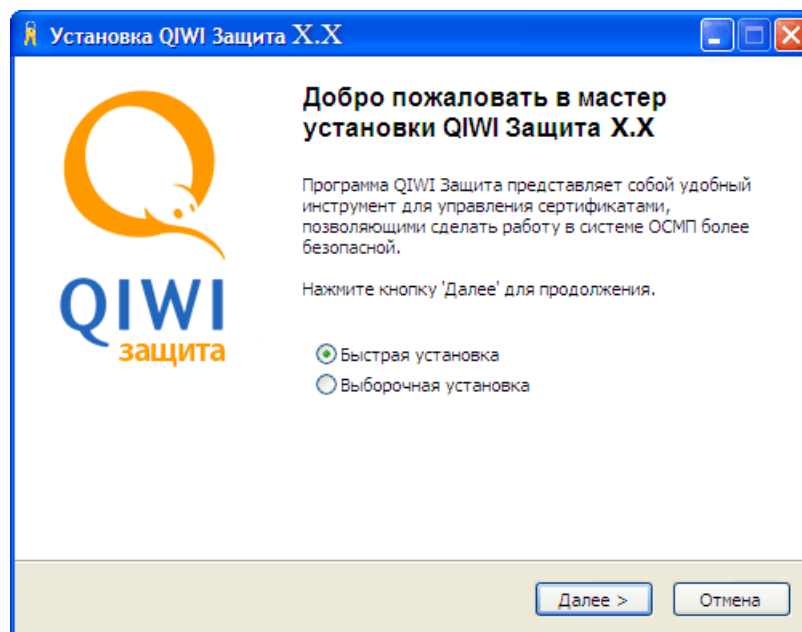 Установка QIWI Защита X.X
Добро пожаловать в мастер
установки QIWI Защита X.X
Программа QIWI Защита представляет собой удобный
инструмент для управления сертификатами,
позволяющими сделать работу в системе ОСМП более
безопасной.
Нажмите кнопку 'Далее' для продолжения.
QIWI
защита
Быстрая установка
Выборочная установка
Далее >
Отмена